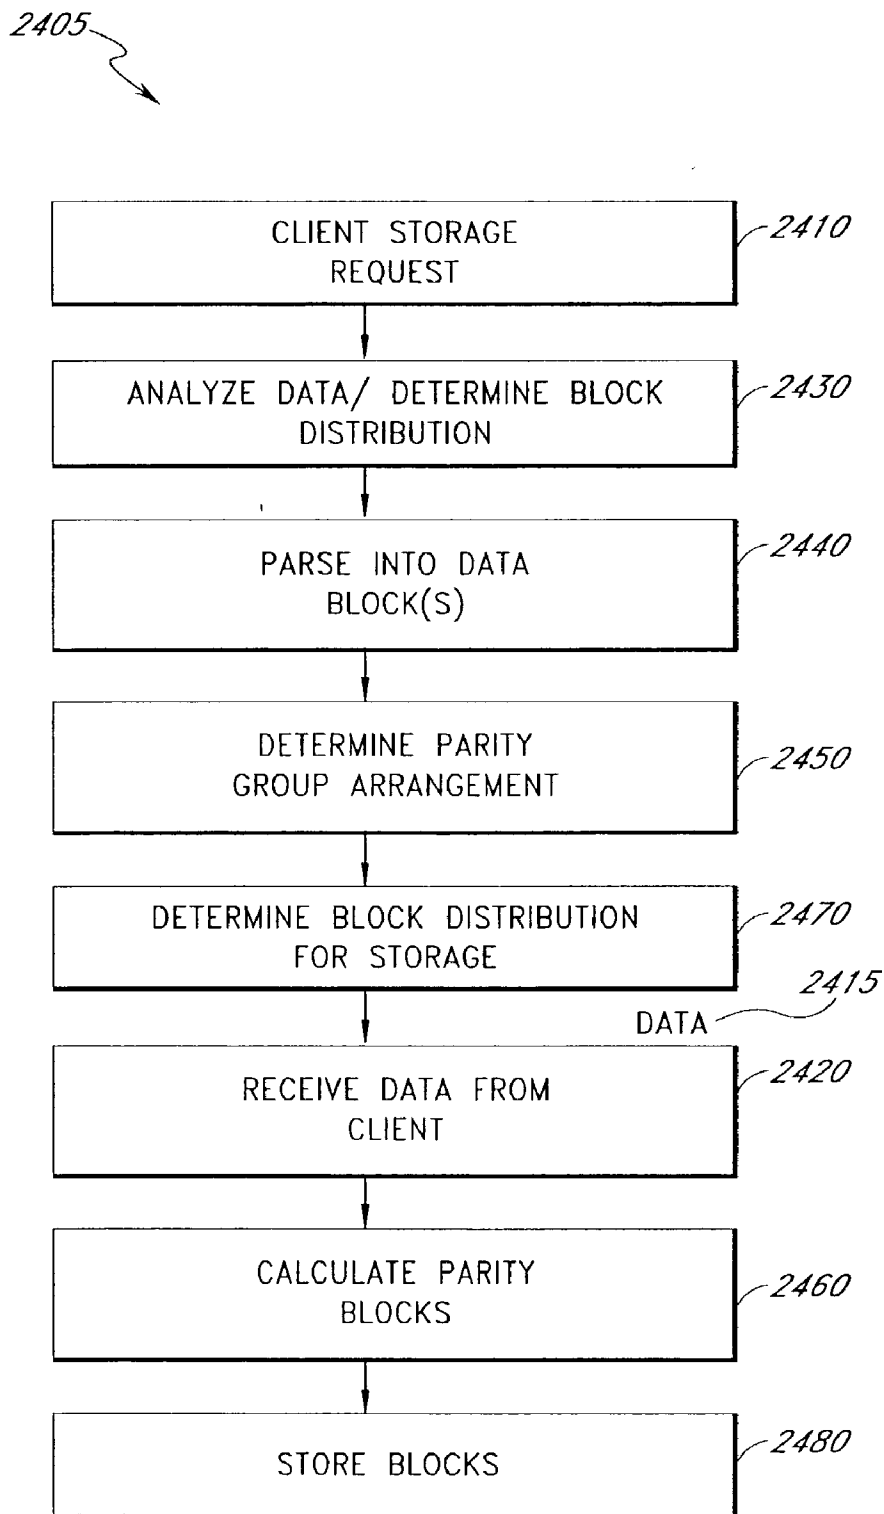 2405
CLIENT STORAGE
REQUEST
2410
ANALYZE DATA/ DETERMINE BLOCK
DISTRIBUTION
2430
PARSE INTO DATA
BLOCK(S)
2440
DETERMINE PARITY
GROUP ARRANGEMENT
2450
DETERMINE BLOCK DISTRIBUTION
FOR STORAGE
2470
DATA
2415
RECEIVE DATA FROM
CLIENT
2420
CALCULATE PARITY
BLOCKS
2460
STORE BLOCKS
2480